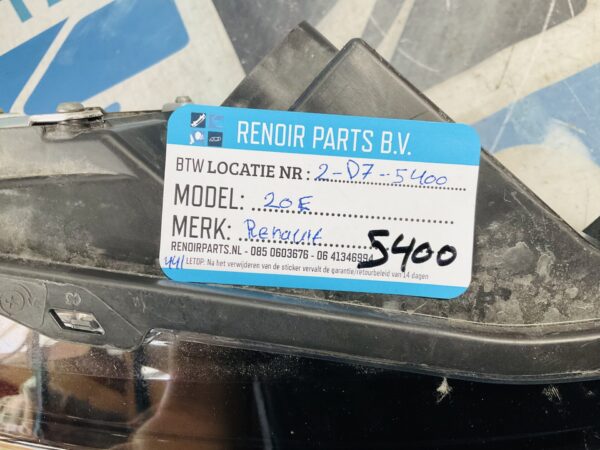 RENOIR PARTS B.V.
BTW LOCATIE NR: 2-D7-5400
MODEL: 20E
MERK: Renault
RENOIRPARTS.NL - 085 0603676 - 06 41346994
5400
LETOP: Na het verwijderen van de sticker vervalt de garantie/retourbeleid van 14 dagen